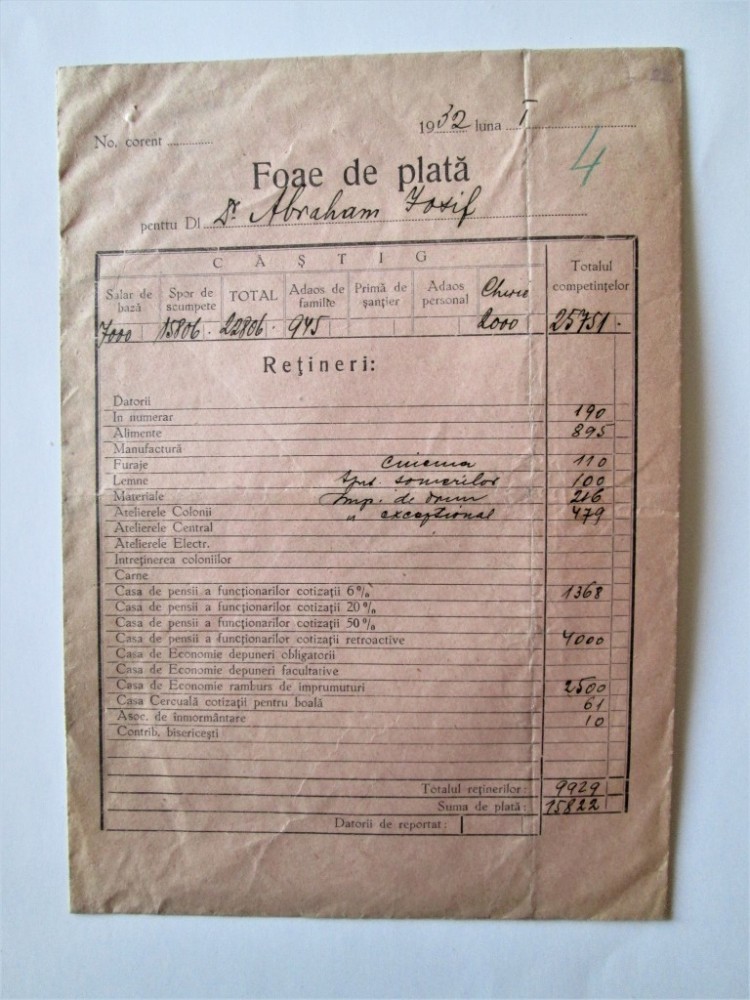 1932 luna I
No. corent
4
Foae de plată
pentru Dl Dr Abraham Iosif
CÂŞTIG
Totalul competinţelor
Salar de bază Spor de scumpete TOTAL Adaos de familie Primă de şantier Adaos personal Chirie
7000 15806. 22806. 945 2000 25751.
Reţineri:
Datorii
In numerar 190
Alimente 895
Manufactură
Furaje cinema 110
Lemne somerilor 100
Materiale Imp. de drum 216
Atelierele Colonii " excepţional 479
Atelierele Central
Atelierele Electr.
Intreţinerea coloniilor
Carne
Casa de pensii a funcţionarilor cotizaţii 6% 1368
Casa de pensii a funcţionarilor cotizaţii 20%
Casa de pensii a funcţionarilor cotizaţii 50%
Casa de pensii a funcţionarilor cotizaţii retroactive 4000
Casa de Economie depuneri obligatorii
Casa de Economie depuneri facultative
Casa de Economie ramburs de imprumuturi 2500
Casa Cercuală cotizaţii pentru boală 61
Asoc. de înmormântare 10
Contrib. bisericeşti
Totalul reţinerilor: 9929
Suma de plată: 15822
Datorii de reportat: